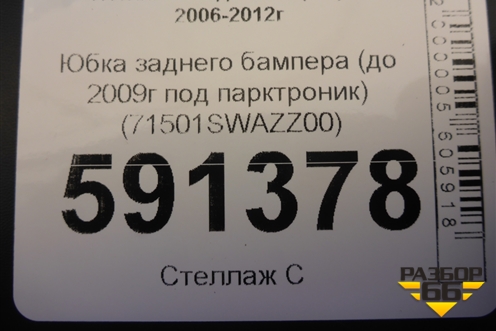 2006-2012г
Юбка заднего бампера (до
2009г под парктроник)
(71501SWAZZ00)
591378
Стеллаж С
РАЗБОР
66